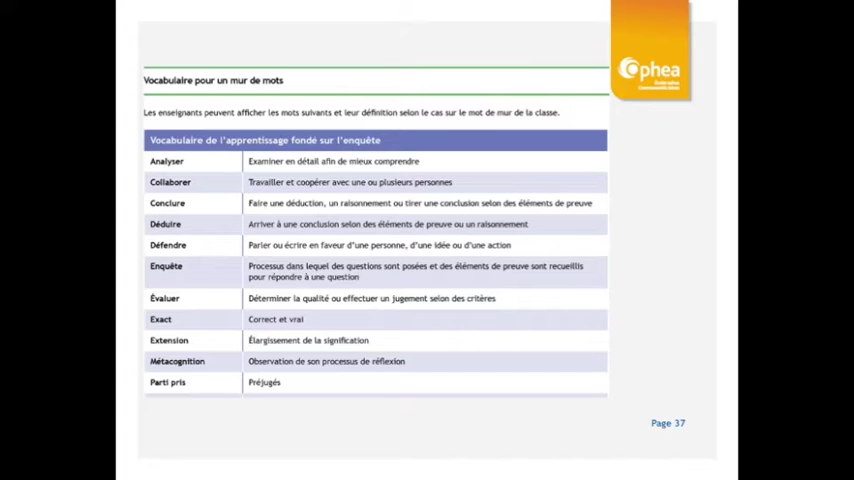 Ophea
Vocabulaire pour un mur de mots
Les enseignants peuvent afficher les mots suivants et leur définition selon le cas sur le mot de mur de la classe.
Vocabulaire de l'apprentissage fondé sur l'enquête
Analyser Examiner en détail afin de mieux comprendre
Collaborer Travailler et coopérer avec une ou plusieurs personnes
Conclure Faire une déduction, un raisonnement ou tirer une conclusion selon des éléments de preuve
Déduire Arriver à une conclusion selon des éléments de preuve ou un raisonnement
Défendre Parler ou écrire en faveur d'une personne, d'une idée ou d'une action
Enquête Processus dans lequel des questions sont posées et des éléments de preuve sont recueillis
pour répondre à une question
Évaluer Déterminer la qualité ou effectuer un jugement selon des critères
Exact Correct et vrai
Extension Élargissement de la signification
Métacognition Observation de son processus de réflexion
Parti pris Préjugés
Page 37